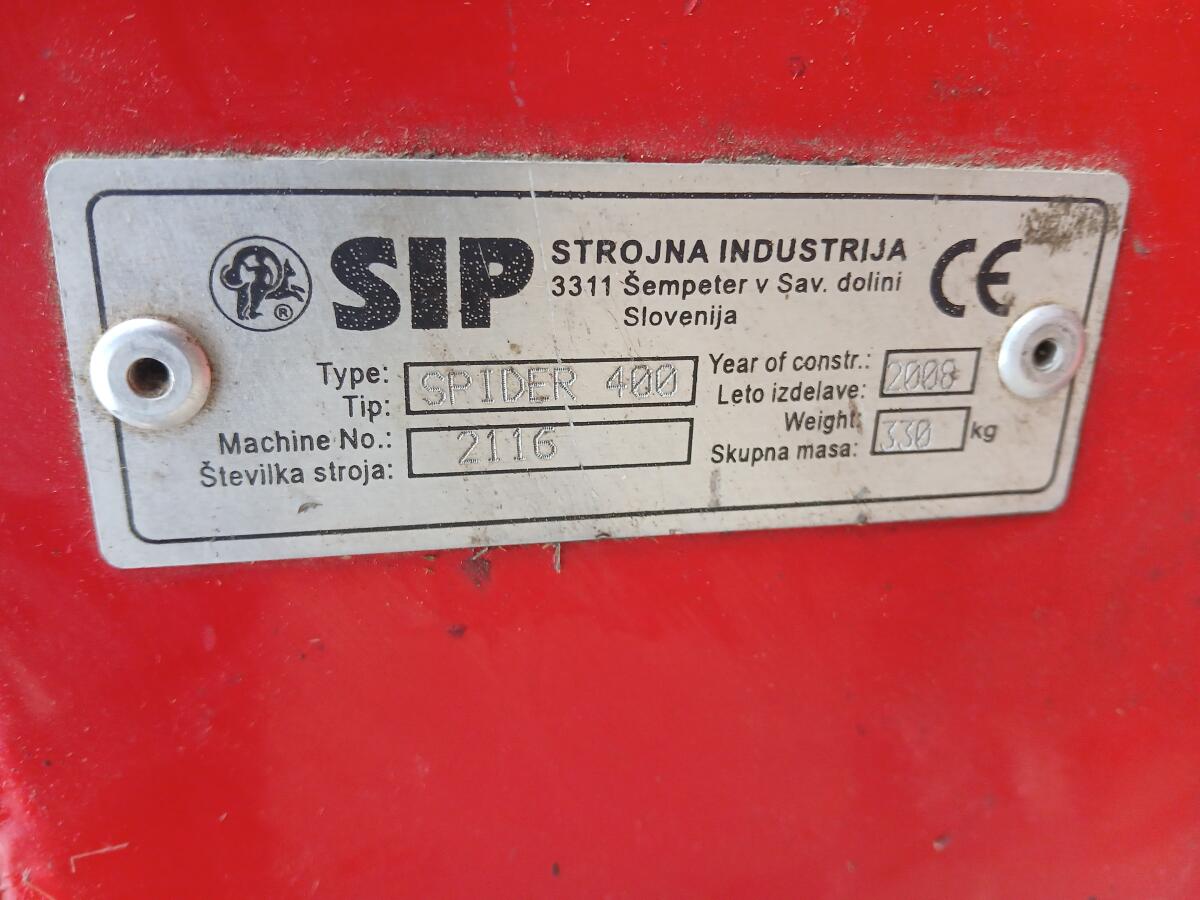 SIP
STROJNA INDUSTRIJA
3311 Šempeter v Sav. dolini
Slovenija
CE
®
Type:
Tip:
SPIDER 400
Machine No.:
Številka stroja:
2116
Year of constr.:
Leto izdelave:
2008
Weight:
Skupna masa:
330
kg